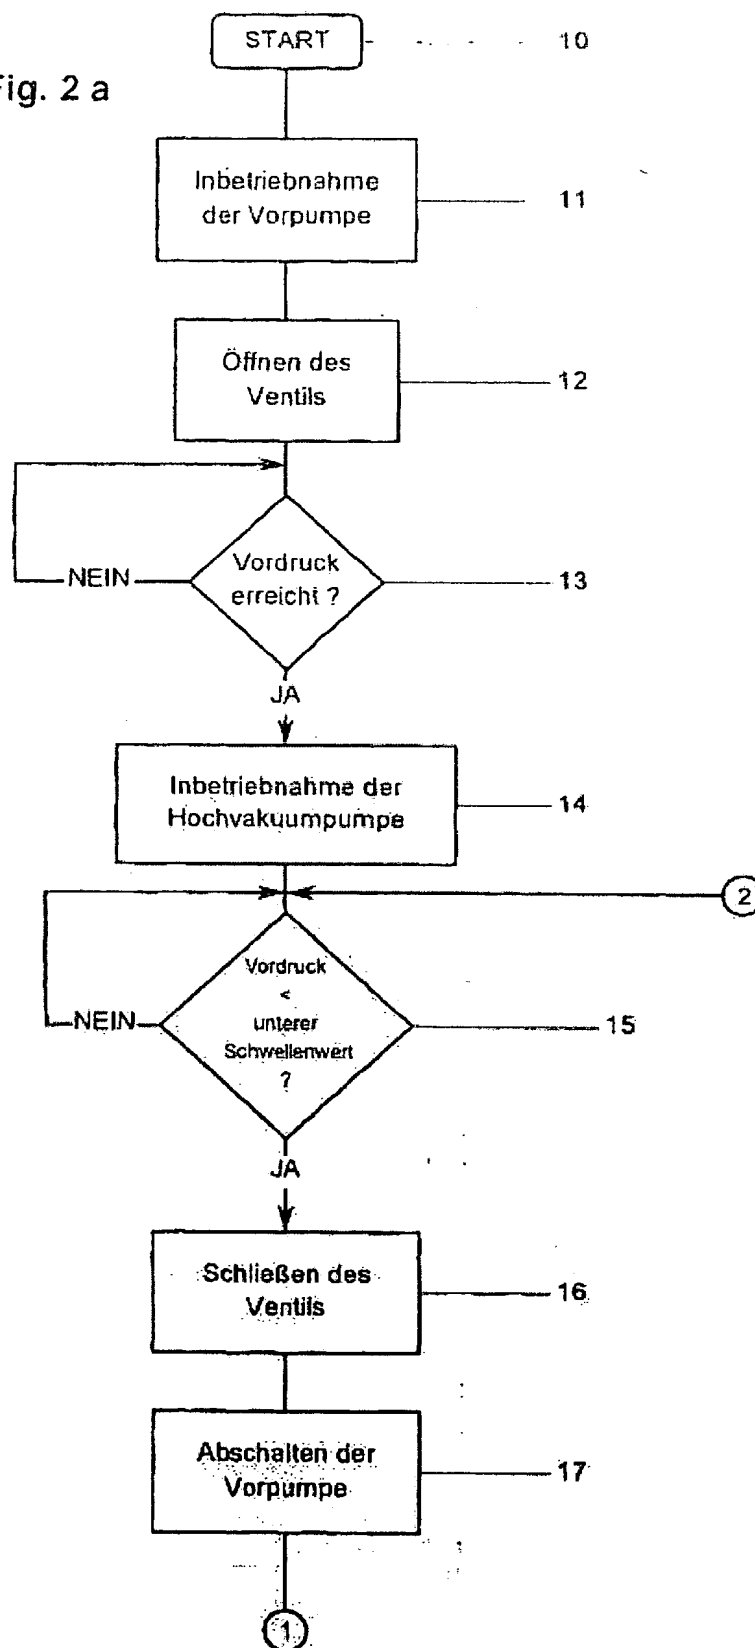 START
10
Fig. 2 a
Inbetriebnahme
der Vorpumpe
11
Öffnen des
Ventils
12
NEIN
Vordruck
erreicht ?
13
JA
Inbetriebnahme der
Hochvakuumpumpe
14
2
Vordruck
<
unterer
Schwellenwert
?
NEIN
15
JA
Schließen des
Ventils
16
Abschalten der
Vorpumpe
17
1